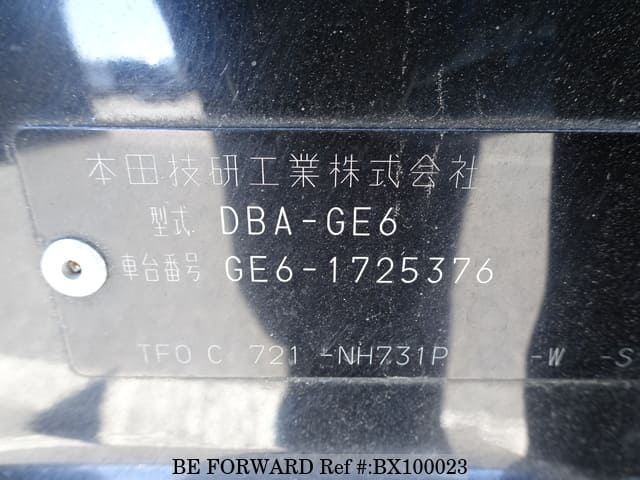 本田技研工業株式会社
型式 DBA-GE6
車台番号 GE6-1725376
TF0 C 721 -NH731P -W -S
BE FORWARD Ref #:BX100023